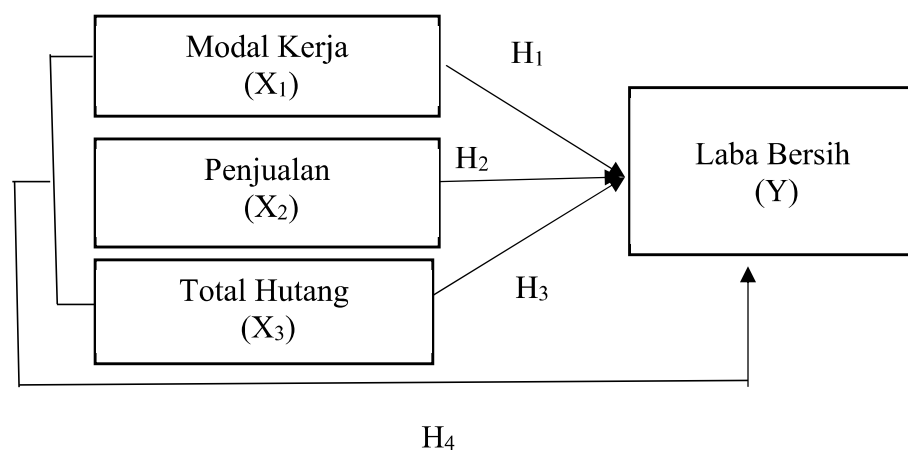 Modal Kerja
(X₁)
H₁
Penjualan
(X₂)
H₂
Laba Bersih
(Y)
Total Hutang
(X₃)
H₃
H₄